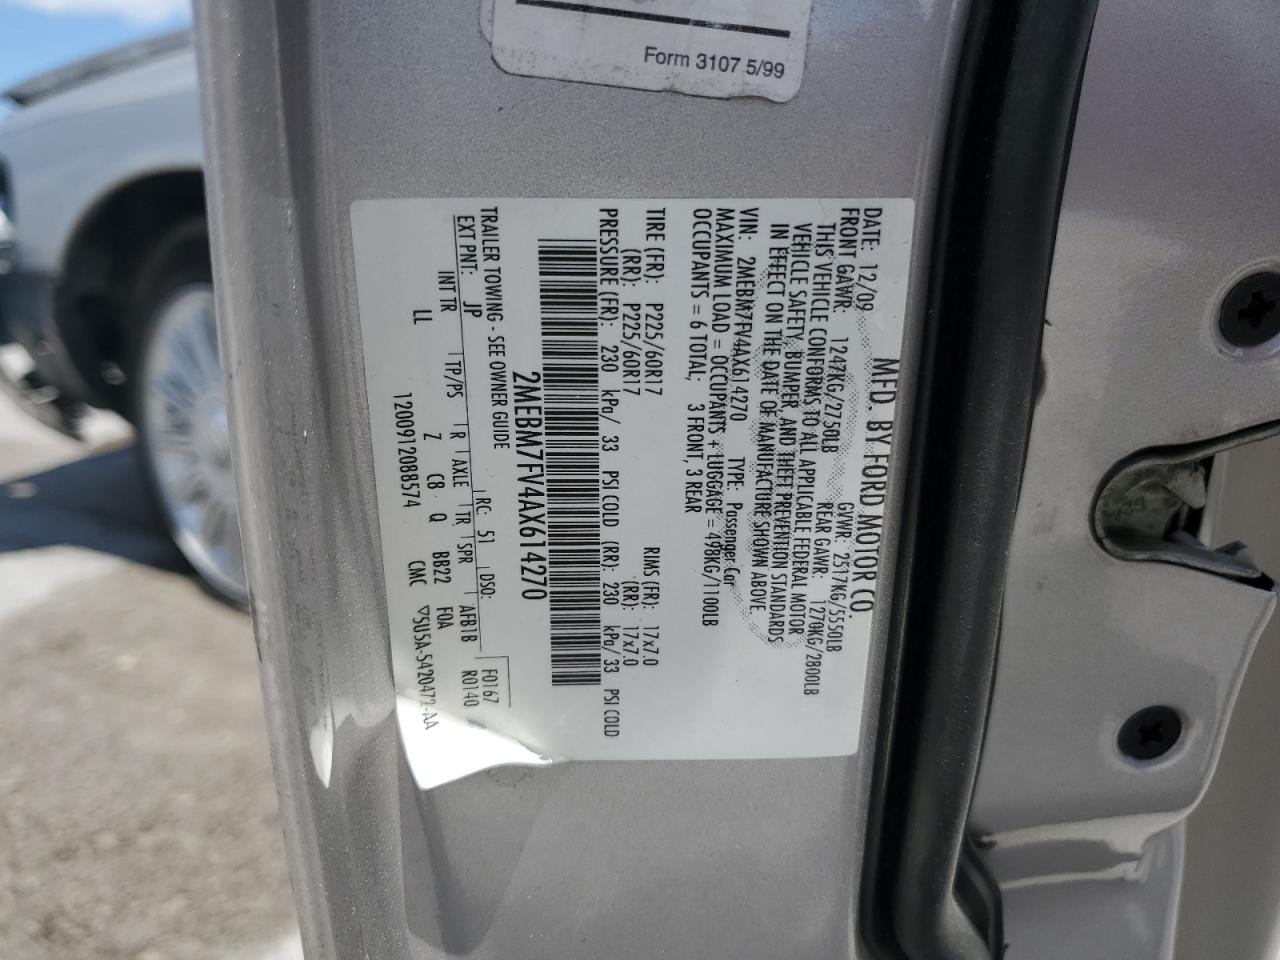 Form 3107 5/99
MFD. BY FORD MOTOR CO.
DATE: 12/09 GVWR: 2517KG/5550LB
FRONT GAWR: 1247KG/2750LB REAR GAWR: 1270KG/2800LB
THIS VEHICLE CONFORMS TO ALL APPLICABLE FEDERAL MOTOR
VEHICLE SAFETY, BUMPER, AND THEFT PREVENTION STANDARDS
IN EFFECT ON THE DATE OF MANUFACTURE SHOWN ABOVE.
VIN: 2MEBM7FV4AX614270 TYPE: Passenger Car
MAXIMUM LOAD = OCCUPANTS + LUGGAGE = 498KG/1100LB
OCCUPANTS = 6 TOTAL; 3 FRONT, 3 REAR
TIRE (FR): P225/60R17 RIMS (FR): 17x7.0
(RR): P225/60R17 (RR): 17x7.0
PRESSURE (FR): 230 kPa/ 33 PSI COLD (RR): 230 kPa/ 33 PSI COLD
2MEBM7FV4AX614270
TRAILER TOWING - SEE OWNER GUIDE
EXT PNT: JP RC: 51 DSO: F0167
R0140
INT TR TP/PS R AXLE TR SPR AFB1B
LL Z CB Q BB22 F0A
120091208B574 CMC ▽5U5A-5420472-AA